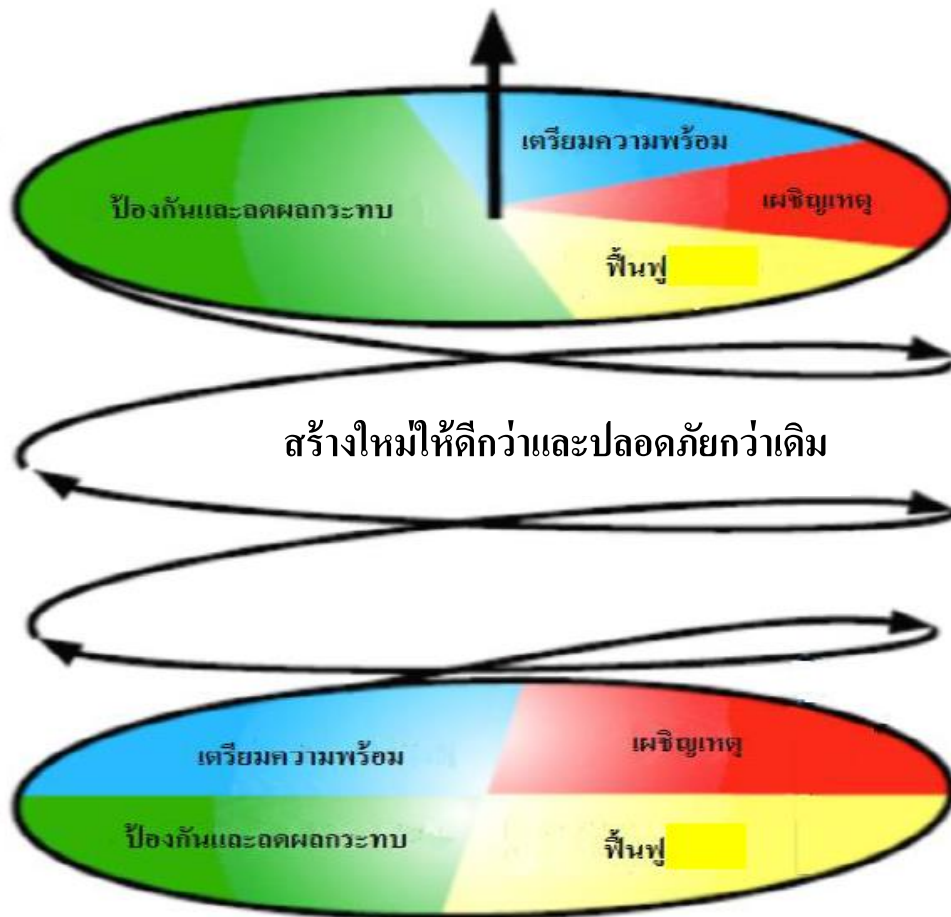 เตรียมความพร้อม
ป้องกันและลดผลกระทบ
เผชิญเหตุ
ฟื้นฟู
สร้างใหม่ให้ดีกว่าและปลอดภัยกว่าเดิม
เตรียมความพร้อม
เผชิญเหตุ
ป้องกันและลดผลกระทบ
ฟื้นฟู